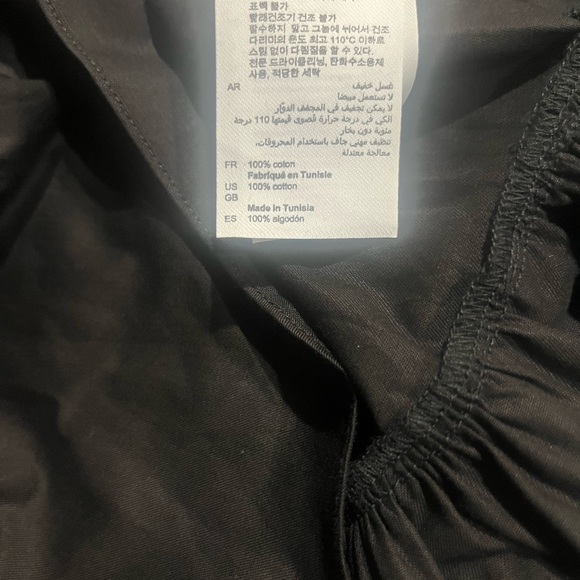 표백 불가
빨래건조기 건조 불가
탈수하지 말고 그늘에 뉘어서 건조
다리미의 온도 최고 110°C 이하로
스팀 없이 다림질을 할 수 있다.
전문 드라이클리닝, 탄화수소용제
사용, 적당한 세탁
AR غسل خفيف
لا تستعمل مبيضا
لا يمكن تجفيف في المجفف الدوّار
الكي في درجة حرارة قصوى قيمتها 110 درجة
مئوية بدون بخار
تنظيف مهني جاف باستخدام المحروقات،
معالجة معتدلة
FR 100% coton
Fabriqué en Tunisie
US 100% cotton
GB
Made in Tunisia
ES 100% algodón